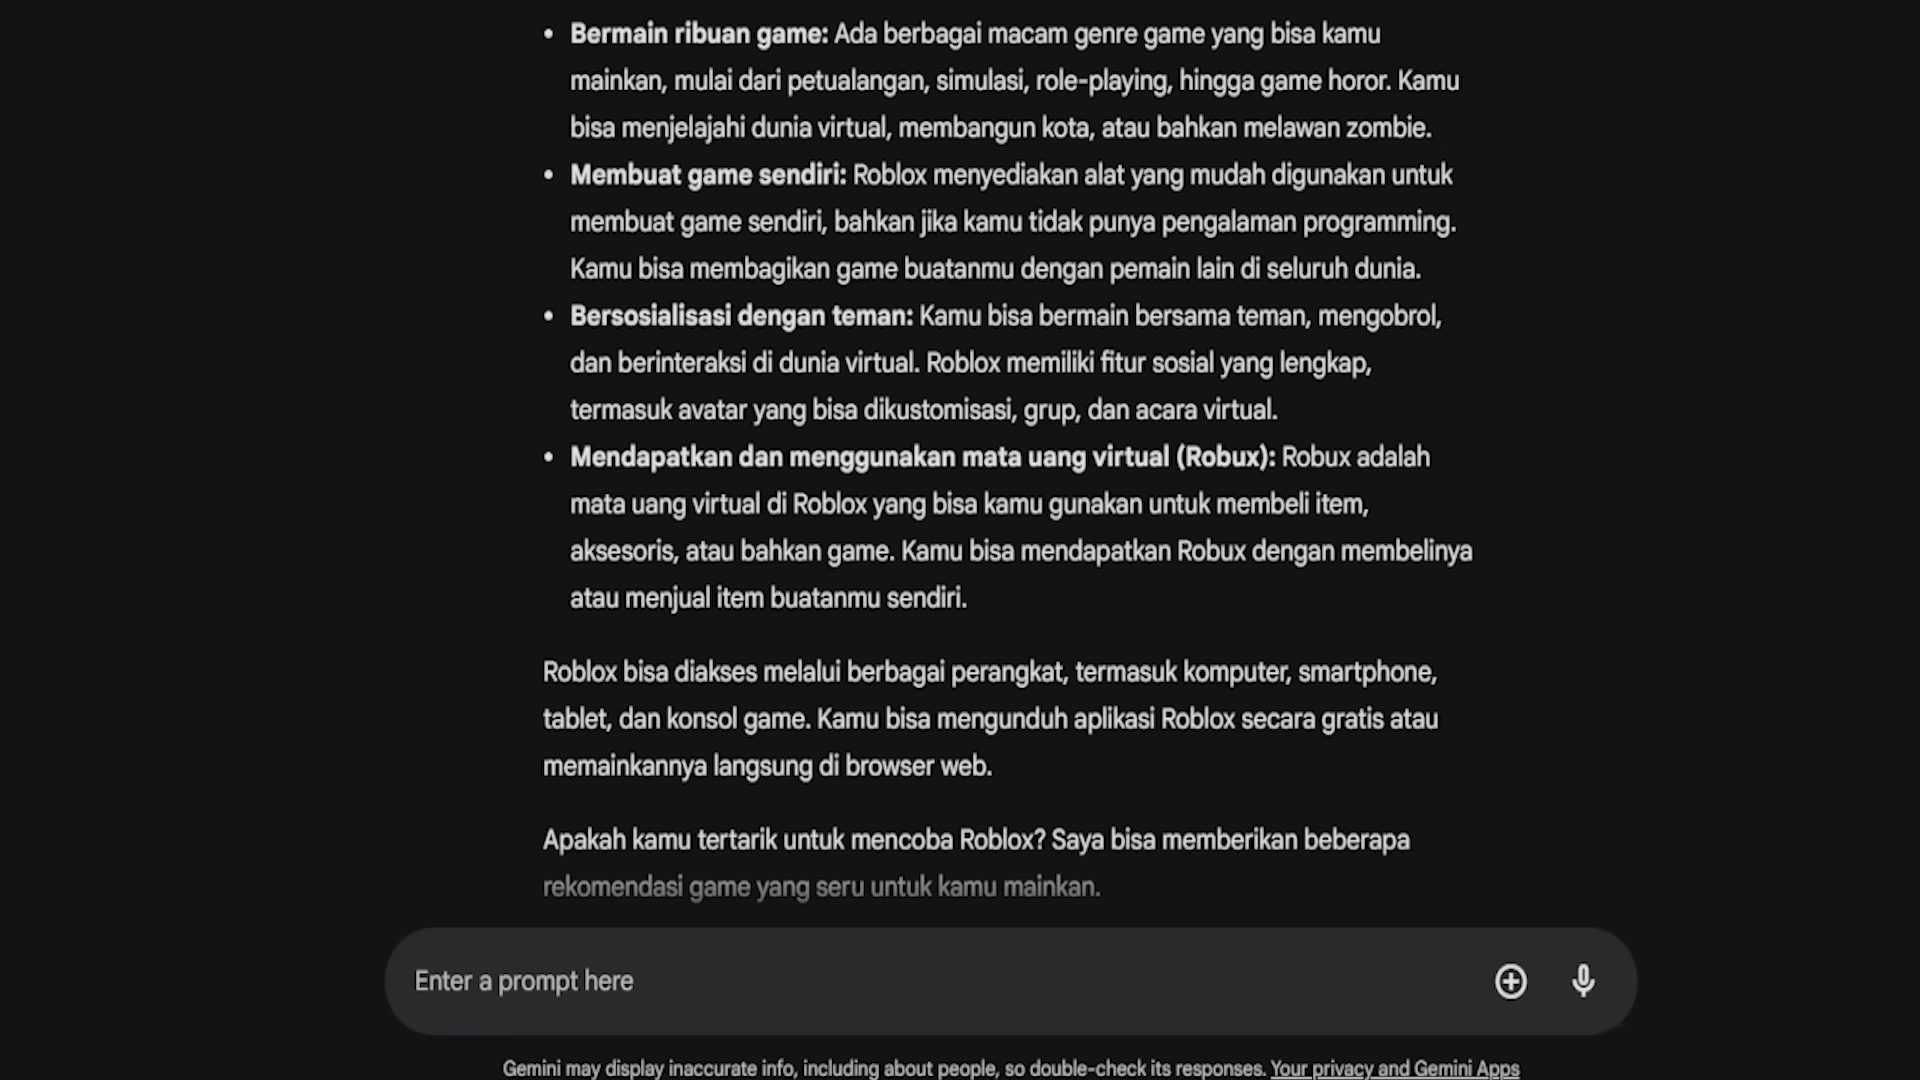 • Bermain ribuan game: Ada berbagai macam genre game yang bisa kamu
mainkan, mulai dari petualangan, simulasi, role-playing, hingga game horor. Kamu
bisa menjelajahi dunia virtual, membangun kota, atau bahkan melawan zombie.
• Membuat game sendiri: Roblox menyediakan alat yang mudah digunakan untuk
membuat game sendiri, bahkan jika kamu tidak punya pengalaman programming.
Kamu bisa membagikan game buatanmu dengan pemain lain di seluruh dunia.
• Bersosialisasi dengan teman: Kamu bisa bermain bersama teman, mengobrol,
dan berinteraksi di dunia virtual. Roblox memiliki fitur sosial yang lengkap,
termasuk avatar yang bisa dikustomisasi, grup, dan acara virtual.
• Mendapatkan dan menggunakan mata uang virtual (Robux): Robux adalah
mata uang virtual di Roblox yang bisa kamu gunakan untuk membeli item,
aksesoris, atau bahkan game. Kamu bisa mendapatkan Robux dengan membelinya
atau menjual item buatanmu sendiri.
Roblox bisa diakses melalui berbagai perangkat, termasuk komputer, smartphone,
tablet, dan konsol game. Kamu bisa mengunduh aplikasi Roblox secara gratis atau
memainkannya langsung di browser web.
Apakah kamu tertarik untuk mencoba Roblox? Saya bisa memberikan beberapa
rekomendasi game yang seru untuk kamu mainkan.
Enter a prompt here
Gemini may display inaccurate info, including about people, so double-check its responses. Your privacy and Gemini Apps